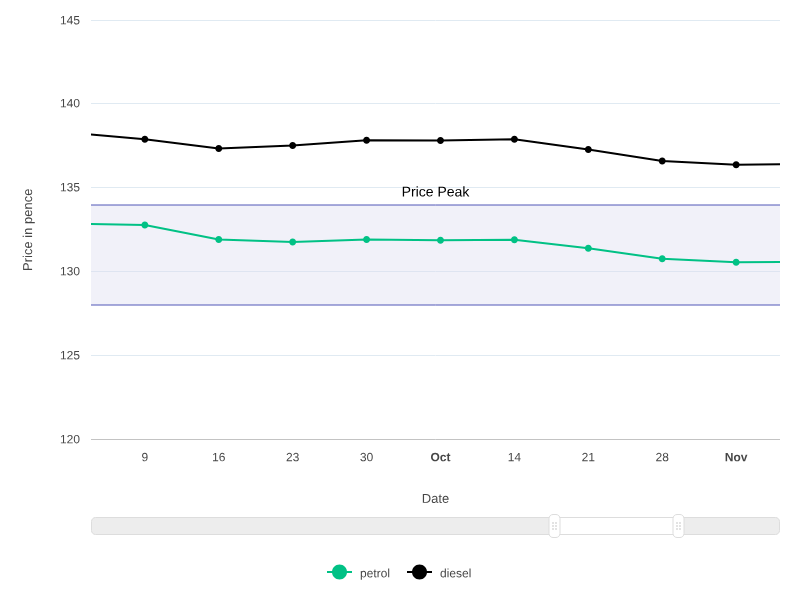 145
140
135
130
125
120
Price in pence
Price Peak
9 16 23 30 Oct 14 21 28 Nov
Date
petrol diesel